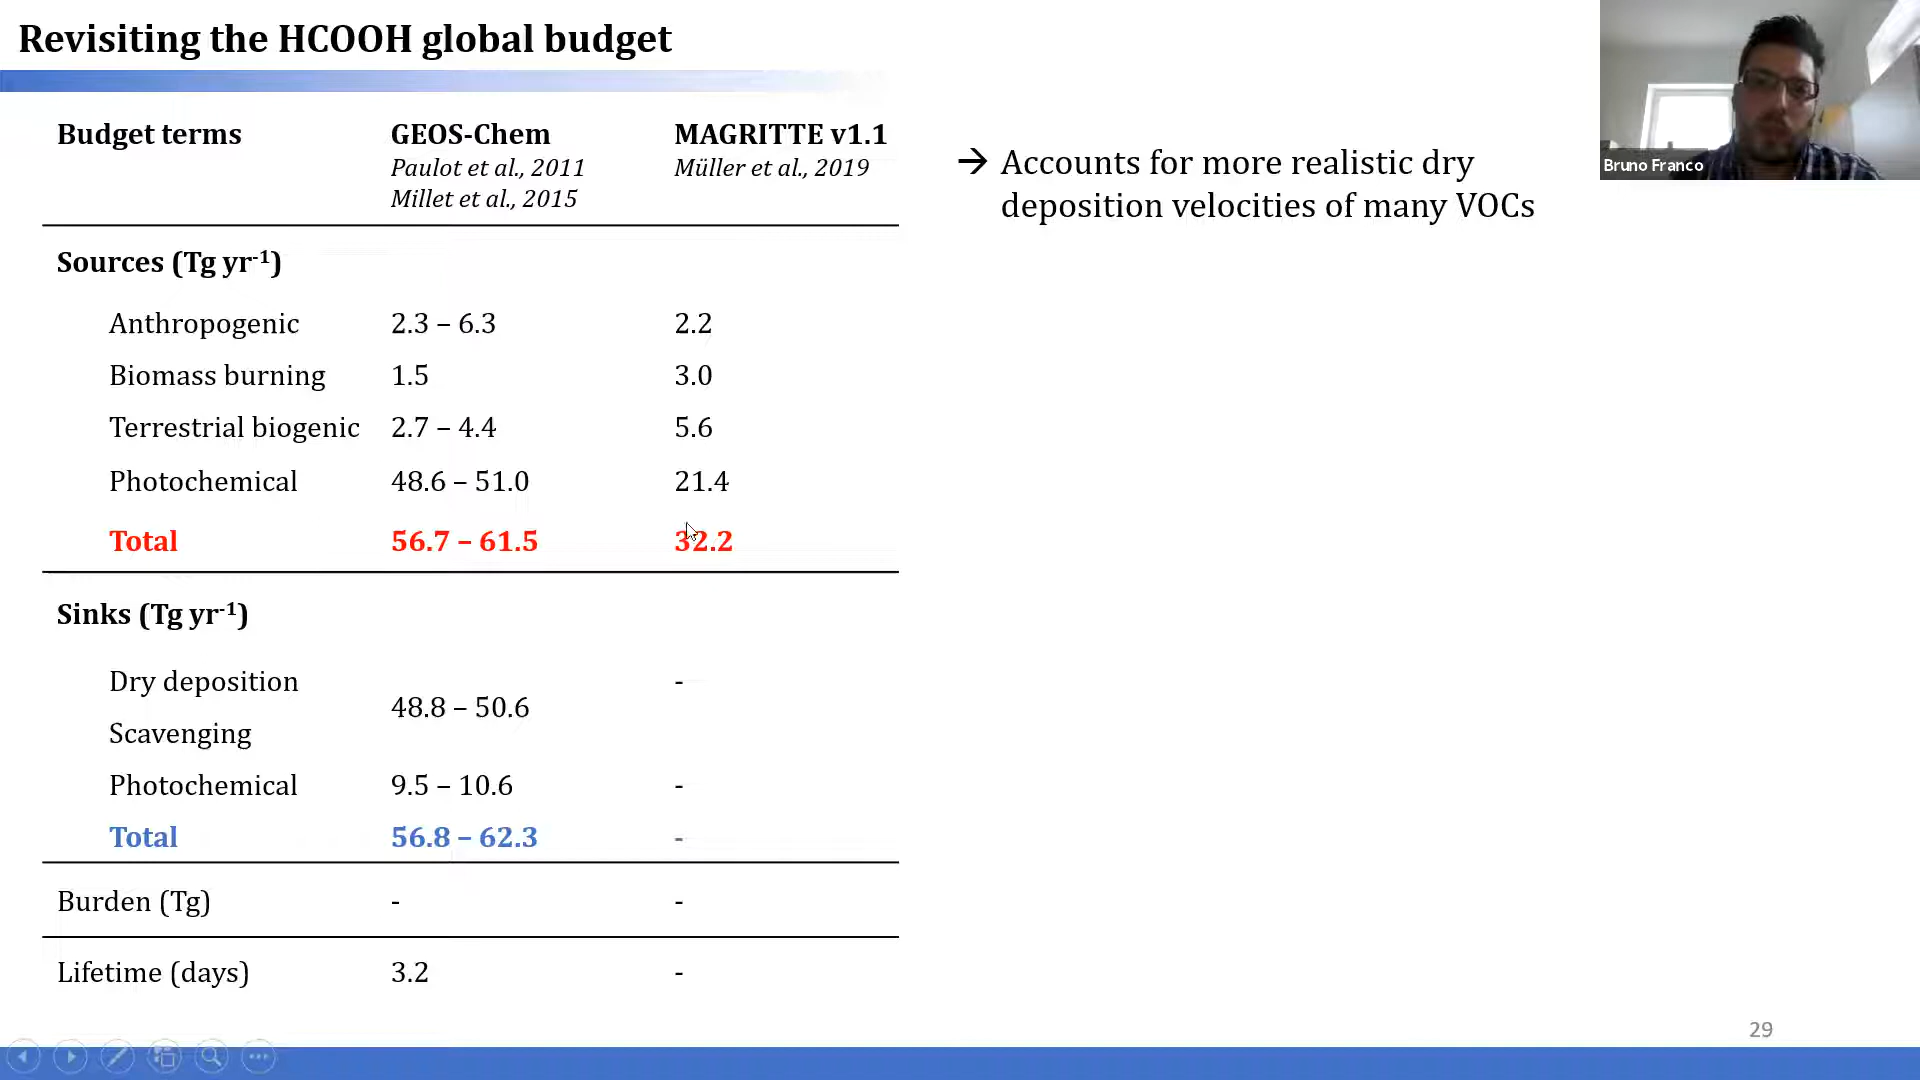 Revisiting the HCOOH global budget
Budget terms GEOS-Chem MAGRITTE v1.1
Paulot et al., 2011 Müller et al., 2019
Millet et al., 2015
Sources (Tg yr-1)
Anthropogenic 2.3 – 6.3 2.2
Biomass burning 1.5 3.0
Terrestrial biogenic 2.7 – 4.4 5.6
Photochemical 48.6 – 51.0 21.4
Total 56.7 – 61.5 32.2
Sinks (Tg yr-1)
Dry deposition -
48.8 – 50.6
Scavenging
Photochemical 9.5 – 10.6 -
Total 56.8 – 62.3 -
Burden (Tg) - -
Lifetime (days) 3.2 -
→ Accounts for more realistic dry
deposition velocities of many VOCs
Bruno Franco
29